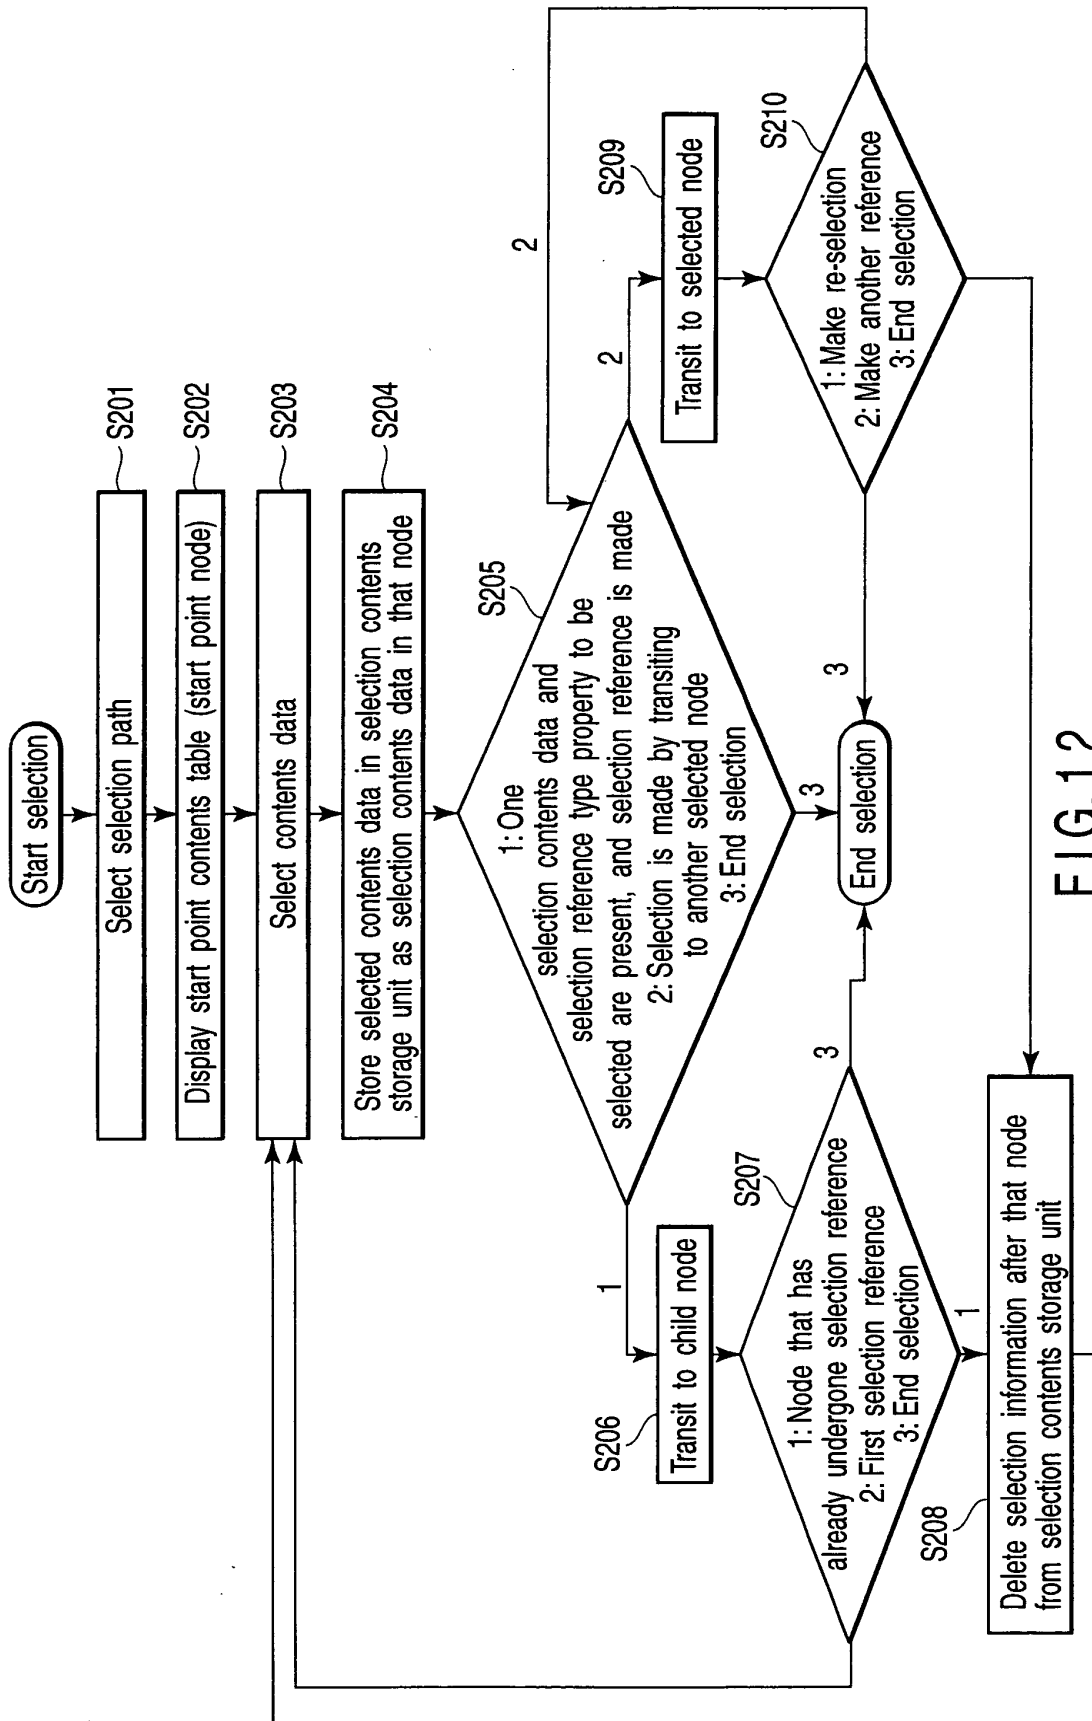 Start selection
Select selection path
S201
Display start point contents table (start point node)
S202
Select contents data
S203
Store selected contents data in selection contents
storage unit as selection contents data in that node
S204
S205
1: One
selection contents data and
selection reference type property to be
selected are present, and selection reference is made
2: Selection is made by transiting
to another selected node
3: End selection
1
2
2
3
S206
Transit to child node
S209
Transit to selected node
S207
1: Node that has
already undergone selection reference
2: First selection reference
3: End selection
3
1
End selection
S210
1: Make re-selection
2: Make another reference
3: End selection
3
S208
Delete selection information after that node
from selection contents storage unit
FIG.12